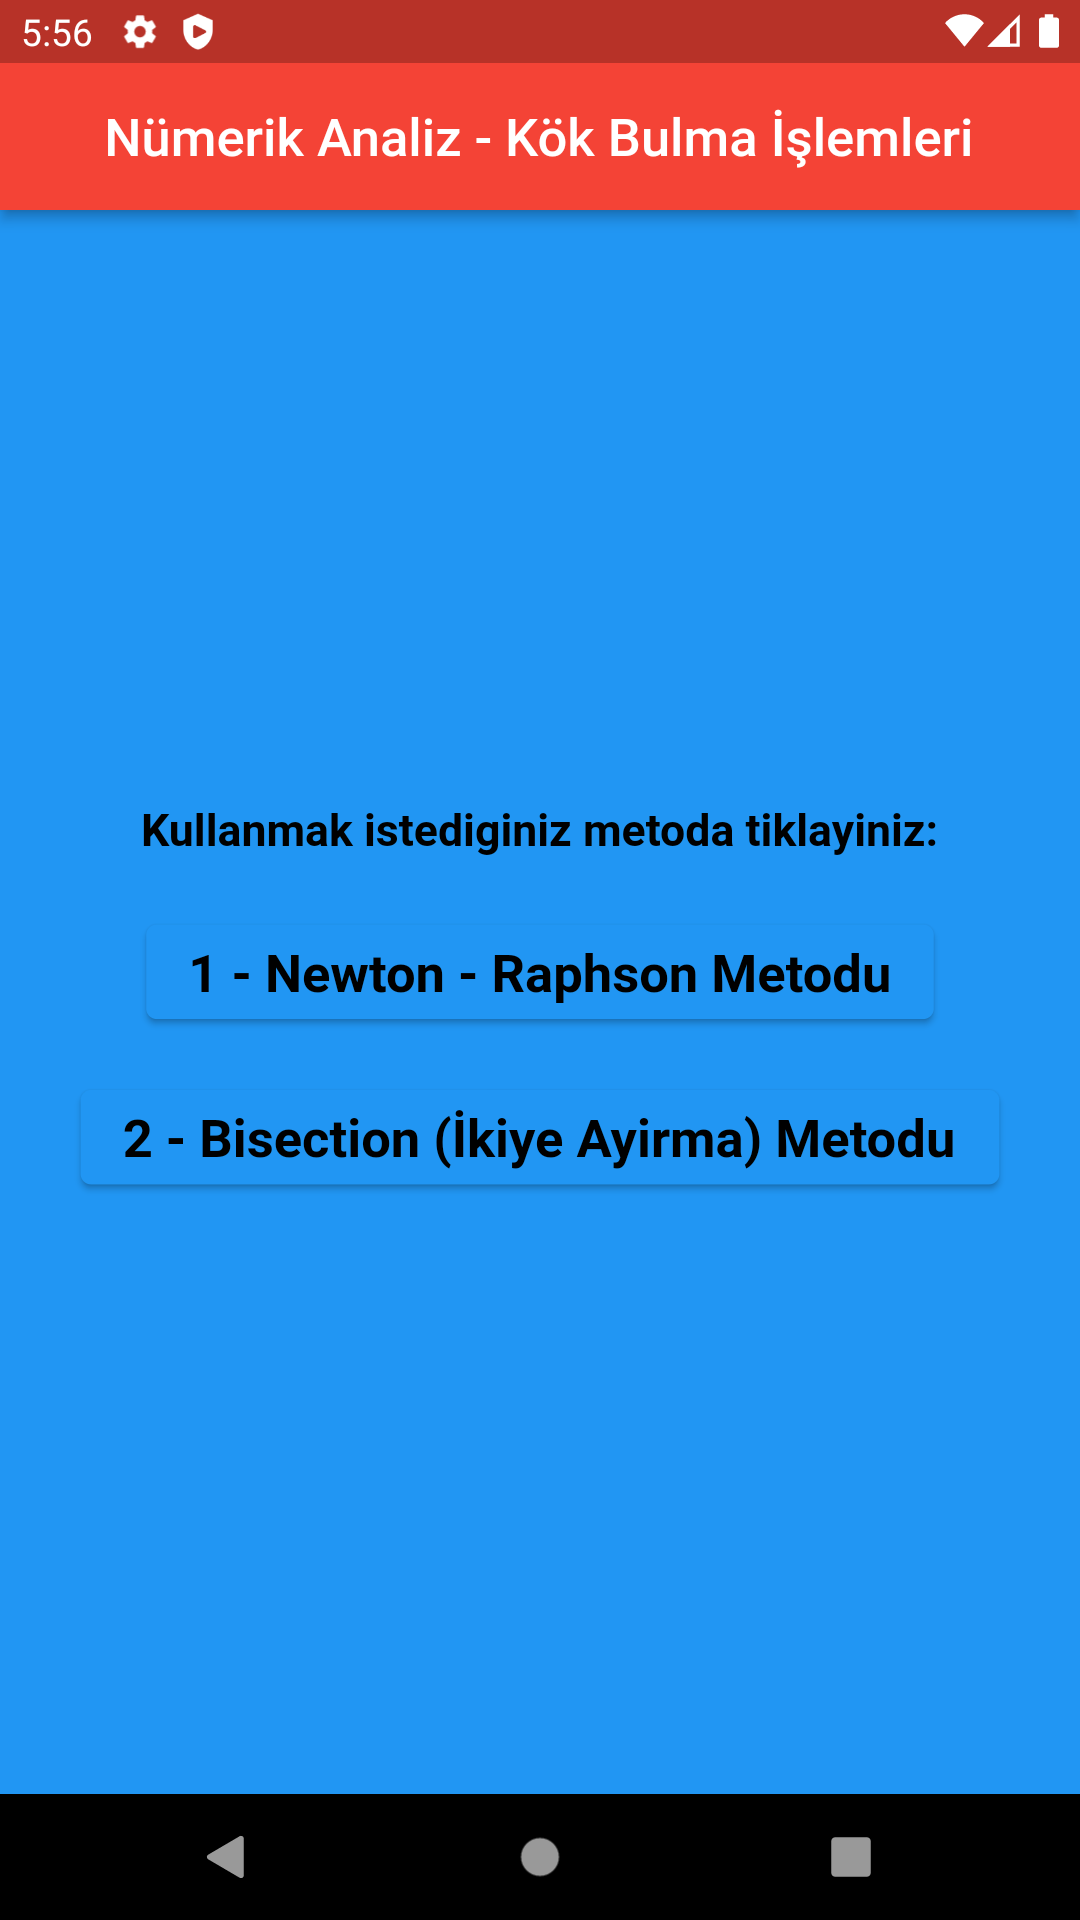 5:56
Nümerik Analiz - Kök Bulma İşlemleri
Kullanmak istediginiz metoda tiklayiniz:
1 - Newton - Raphson Metodu
2 - Bisection (İkiye Ayirma) Metodu